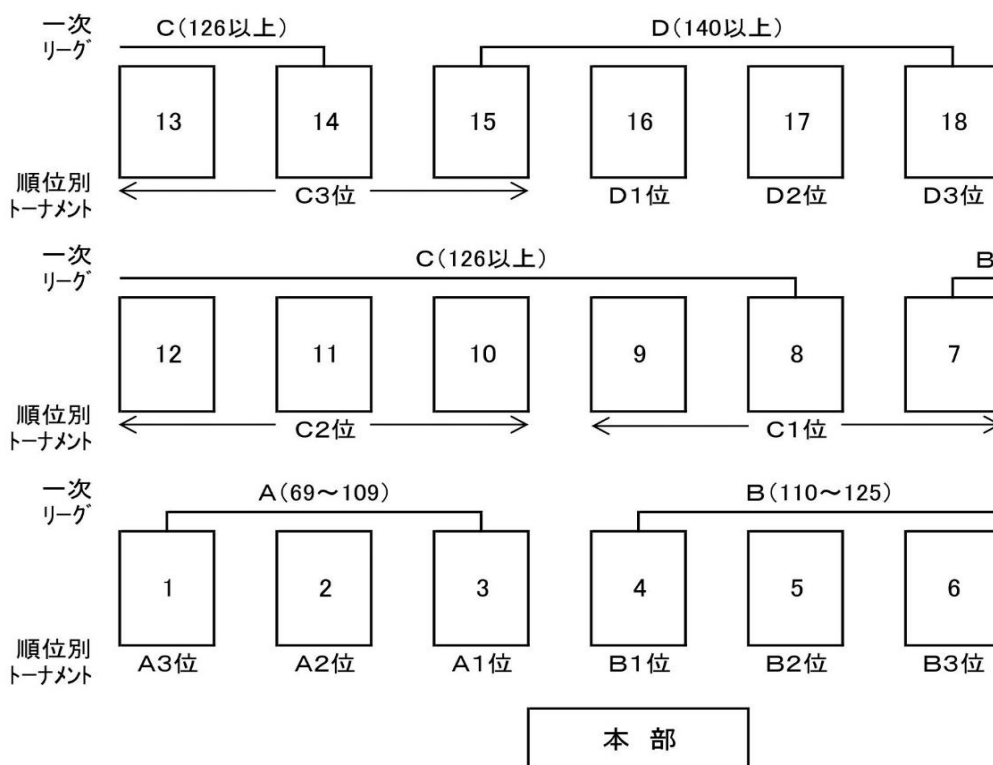 一次
リーグ
C(126以上)
D(140以上)
13
14
15
16
17
18
順位別
トーナメント
C3位
D1位
D2位
D3位
一次
リーグ
C(126以上)
B
12
11
10
9
8
7
順位別
トーナメント
C2位
C1位
一次
リーグ
A(69～109)
B(110～125)
1
2
3
4
5
6
順位別
トーナメント
A3位
A2位
A1位
B1位
B2位
B3位
本 部